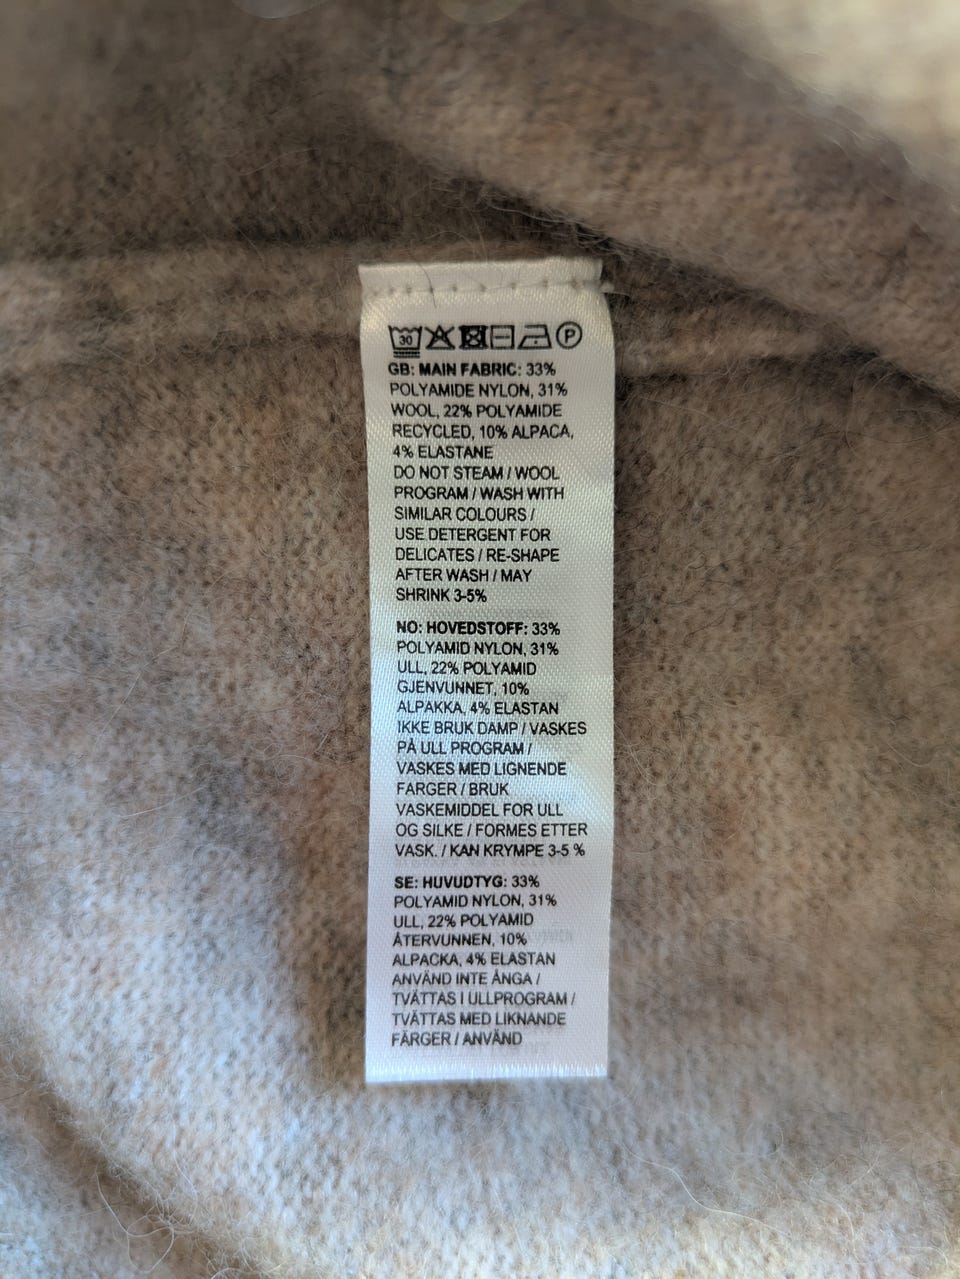 30 P
GB: MAIN FABRIC: 33%
POLYAMIDE NYLON, 31%
WOOL, 22% POLYAMIDE
RECYCLED, 10% ALPACA,
4% ELASTANE
DO NOT STEAM / WOOL
PROGRAM / WASH WITH
SIMILAR COLOURS /
USE DETERGENT FOR
DELICATES / RE-SHAPE
AFTER WASH / MAY
SHRINK 3-5%
NO: HOVEDSTOFF: 33%
POLYAMID NYLON, 31%
ULL, 22% POLYAMID
GJENVUNNET, 10%
ALPAKKA, 4% ELASTAN
IKKE BRUK DAMP / VASKES
PÅ ULL PROGRAM /
VASKES MED LIGNENDE
FARGER / BRUK
VASKEMIDDEL FOR ULL
OG SILKE / FORMES ETTER
VASK. / KAN KRYMPE 3-5 %
SE: HUVUDTYG: 33%
POLYAMID NYLON, 31%
ULL, 22% POLYAMID
ÅTERVUNNEN, 10%
ALPACKA, 4% ELASTAN
ANVÄND INTE ÅNGA /
TVÄTTAS I ULLPROGRAM /
TVÄTTAS MED LIKNANDE
FÄRGER / ANVÄND